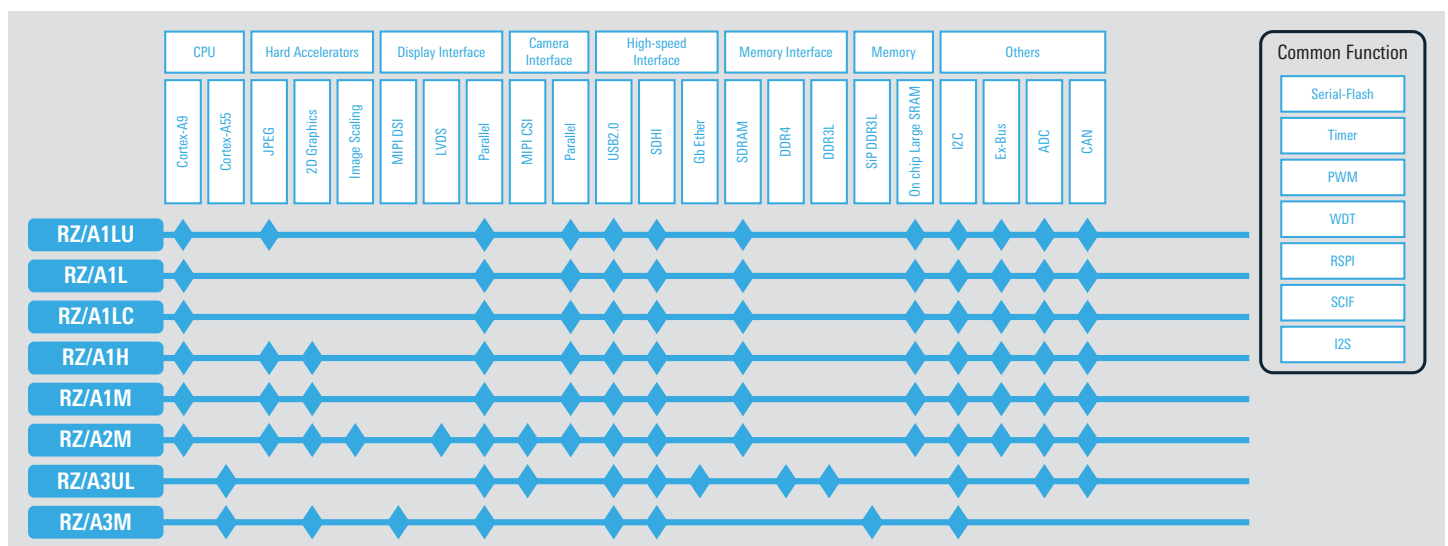 CPU
Hard Accelerators
Display Interface
Camera
Interface
High-speed
Interface
Memory Interface
Memory
Others
Cortex-A9
Cortex-A55
JPEG
2D Graphics
Image Scaling
MIPI DSI
LVDS
Parallel
MIPI CSI
Parallel
USB2.0
SDHI
Gb Ether
SDRAM
DDR4
DDR3L
SiP DDR3L
On chip Large SRAM
I2C
Ex-Bus
ADC
CAN
RZ/A1LU
RZ/A1L
RZ/A1LC
RZ/A1H
RZ/A1M
RZ/A2M
RZ/A3UL
RZ/A3M
Common Function
Serial-Flash
Timer
PWM
WDT
RSPI
SCIF
I2S